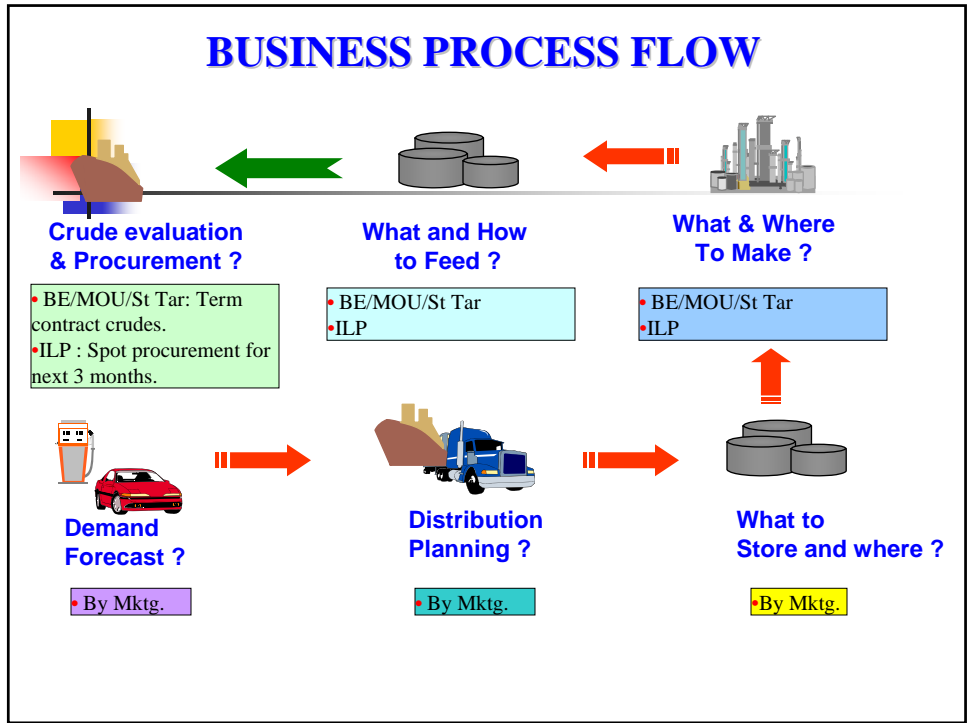 BUSINESS PROCESS FLOW
Crude evaluation
& Procurement ?
• BE/MOU/St Tar: Term
contract crudes.
•ILP : Spot procurement for
next 3 months.
What and How
to Feed ?
• BE/MOU/St Tar
•ILP
What & Where
To Make ?
• BE/MOU/St Tar
•ILP
Demand
Forecast ?
• By Mktg.
Distribution
Planning ?
• By Mktg.
What to
Store and where ?
•By Mktg.